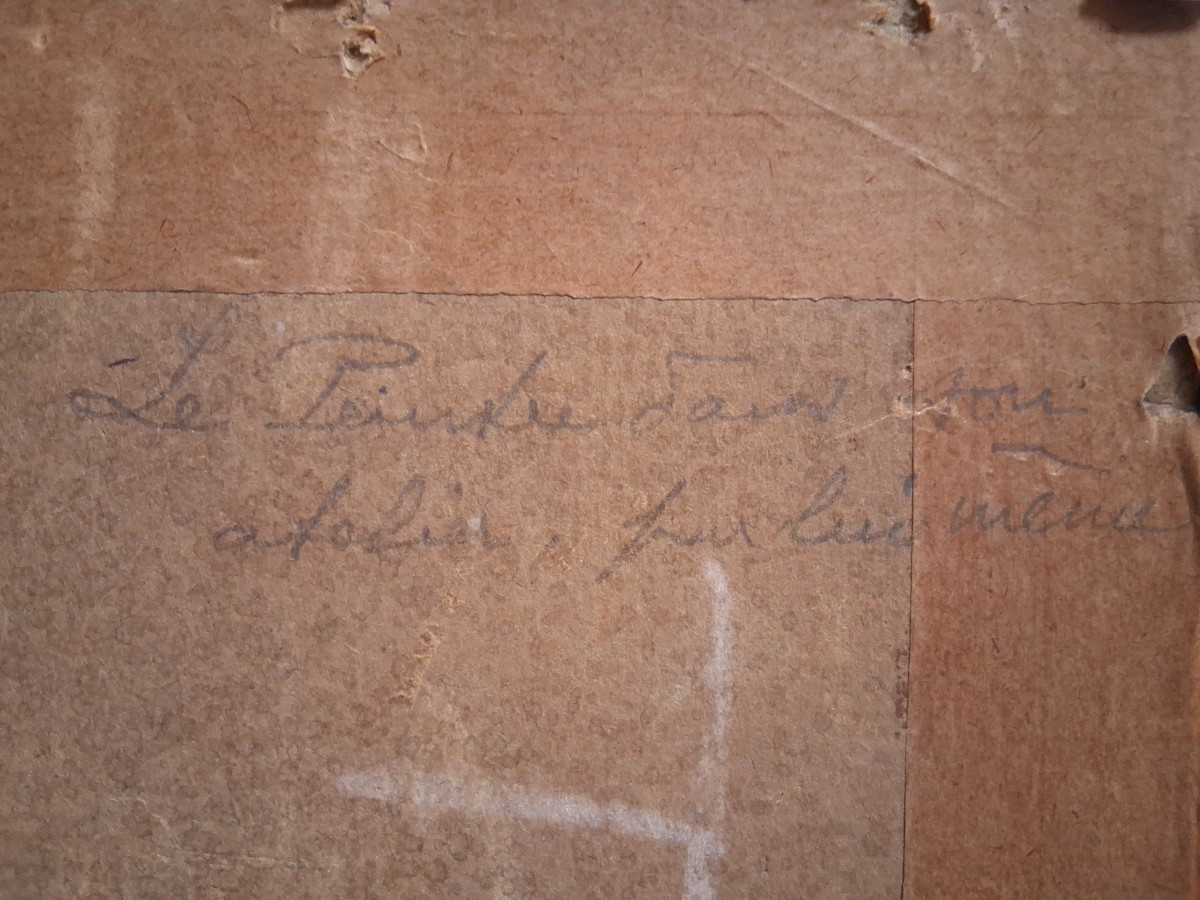 Le Peintre dans son
atelier, par lui même